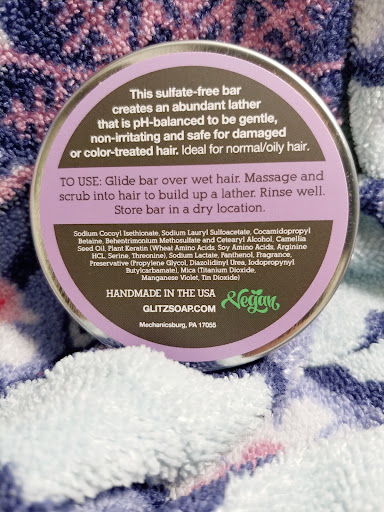 This sulfate-free bar
creates an abundant lather
that is pH-balanced to be gentle,
non-irritating and safe for damaged
or color-treated hair. Ideal for normal/oily hair.
TO USE: Glide bar over wet hair. Massage and
scrub into hair to build up a lather. Rinse well.
Store bar in a dry location.
Sodium Cocoyl Isethionate, Sodium Lauryl Sulfoacetate, Cocamidopropyl
Betaine, Behentrimonium Methosulfate and Cetearyl Alcohol, Camellia
Seed Oil, Plant Keratin (Wheat Amino Acids, Soy Amino Acids, Arginine
HCL, Serine, Threonine), Sodium Lactate, Panthenol, Fragrance,
Preservative (Propylene Glycol, Diazolidinyl Urea, Iodopropynyl
Butylcarbamate), Mica (Titanium Dioxide,
Manganese Violet, Tin Dioxide)
HANDMADE IN THE USA
GLITZSOAP.COM
Vegan
Mechanicsburg, PA 17055